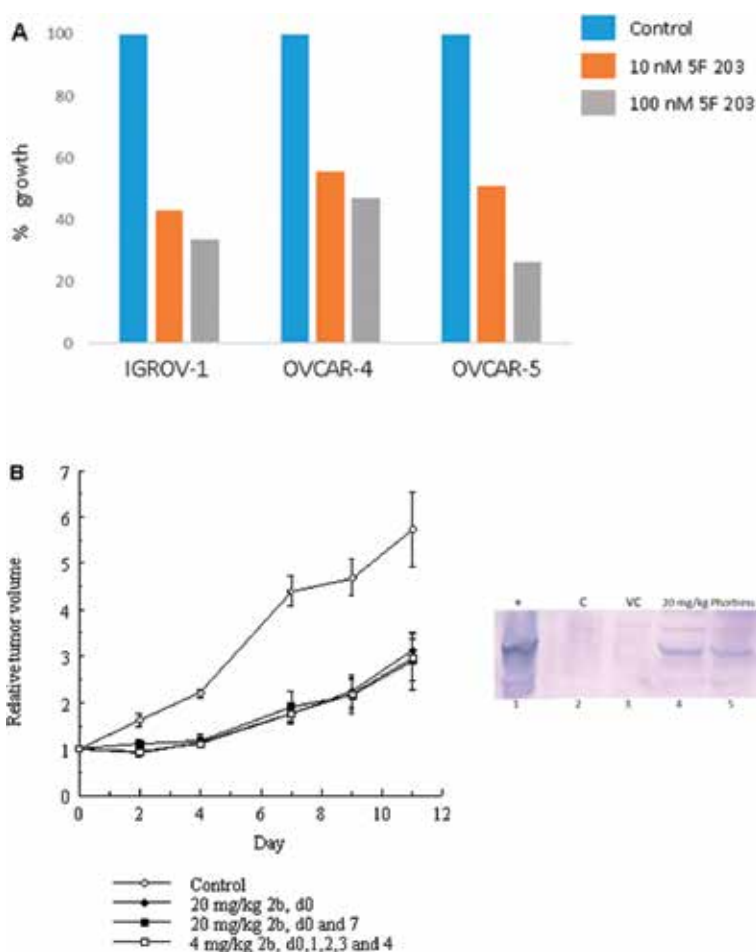 A
100
80
60
40
20
0
% growth
IGROV-1
OVCAR-4
OVCAR-5
Control
10 nM 5F 203
100 nM 5F 203
B
7
6
5
4
3
2
1
0
Relative tumor volume
0 2 4 6 8 10 12
Day
Control
20 mg/kg 2b, d0
20 mg/kg 2b, d0 and 7
4 mg/kg 2b, d0,1,2,3 and 4
+ C VC 20 mg/kg
1 2 3 4 5